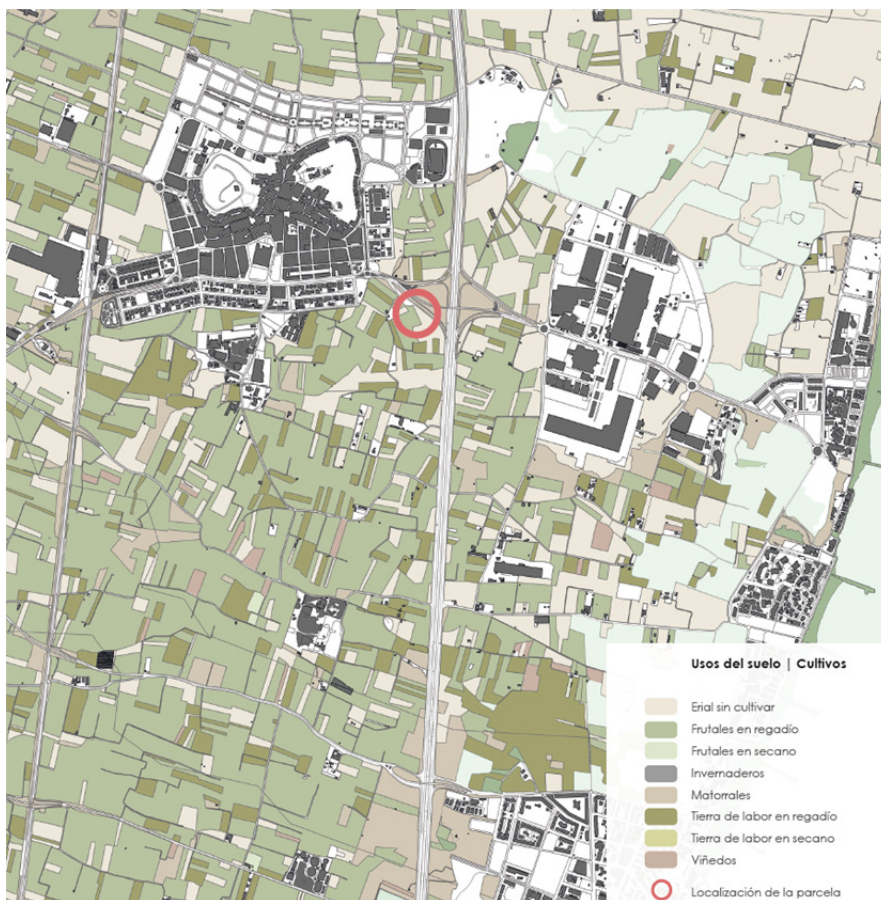 Usos del suelo | Cultivos
Erial sin cultivar
Frutales en regadío
Frutales en secano
Invernaderos
Matorrales
Tierra de labor en regadío
Tierra de labor en secano
Viñedos
Localización de la parcela